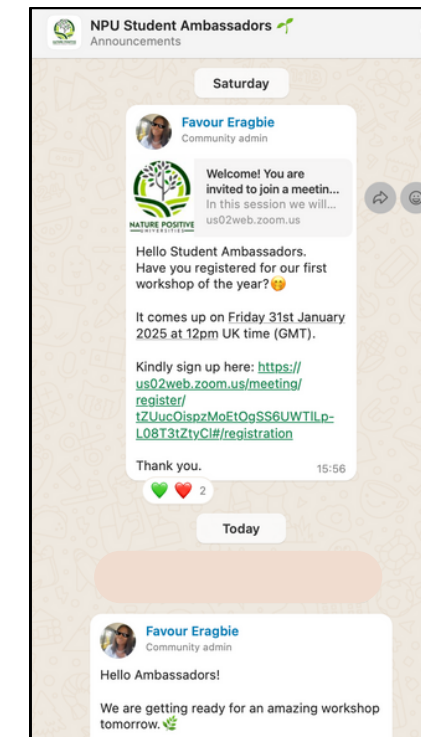 NPU Student Ambassadors 🌱
Announcements
Saturday
Favour Eragbie
Community admin
Welcome! You are
invited to join a meetin...
In this session we will...
us02web.zoom.us
NATURE POSITIVE
UNIVERSITIES
Hello Student Ambassadors.
Have you registered for our first
workshop of the year?🤭
It comes up on Friday 31st January
2025 at 12pm UK time (GMT).
Kindly sign up here: https://
us02web.zoom.us/meeting/
register/
tZUucOispzMoEtOgSS6UWTILp-
L08T3tZtyCl#/registration
Thank you.
15:56
💚 ❤️ 2
Today
Favour Eragbie
Community admin
Hello Ambassadors!
We are getting ready for an amazing workshop
tomorrow.🌿